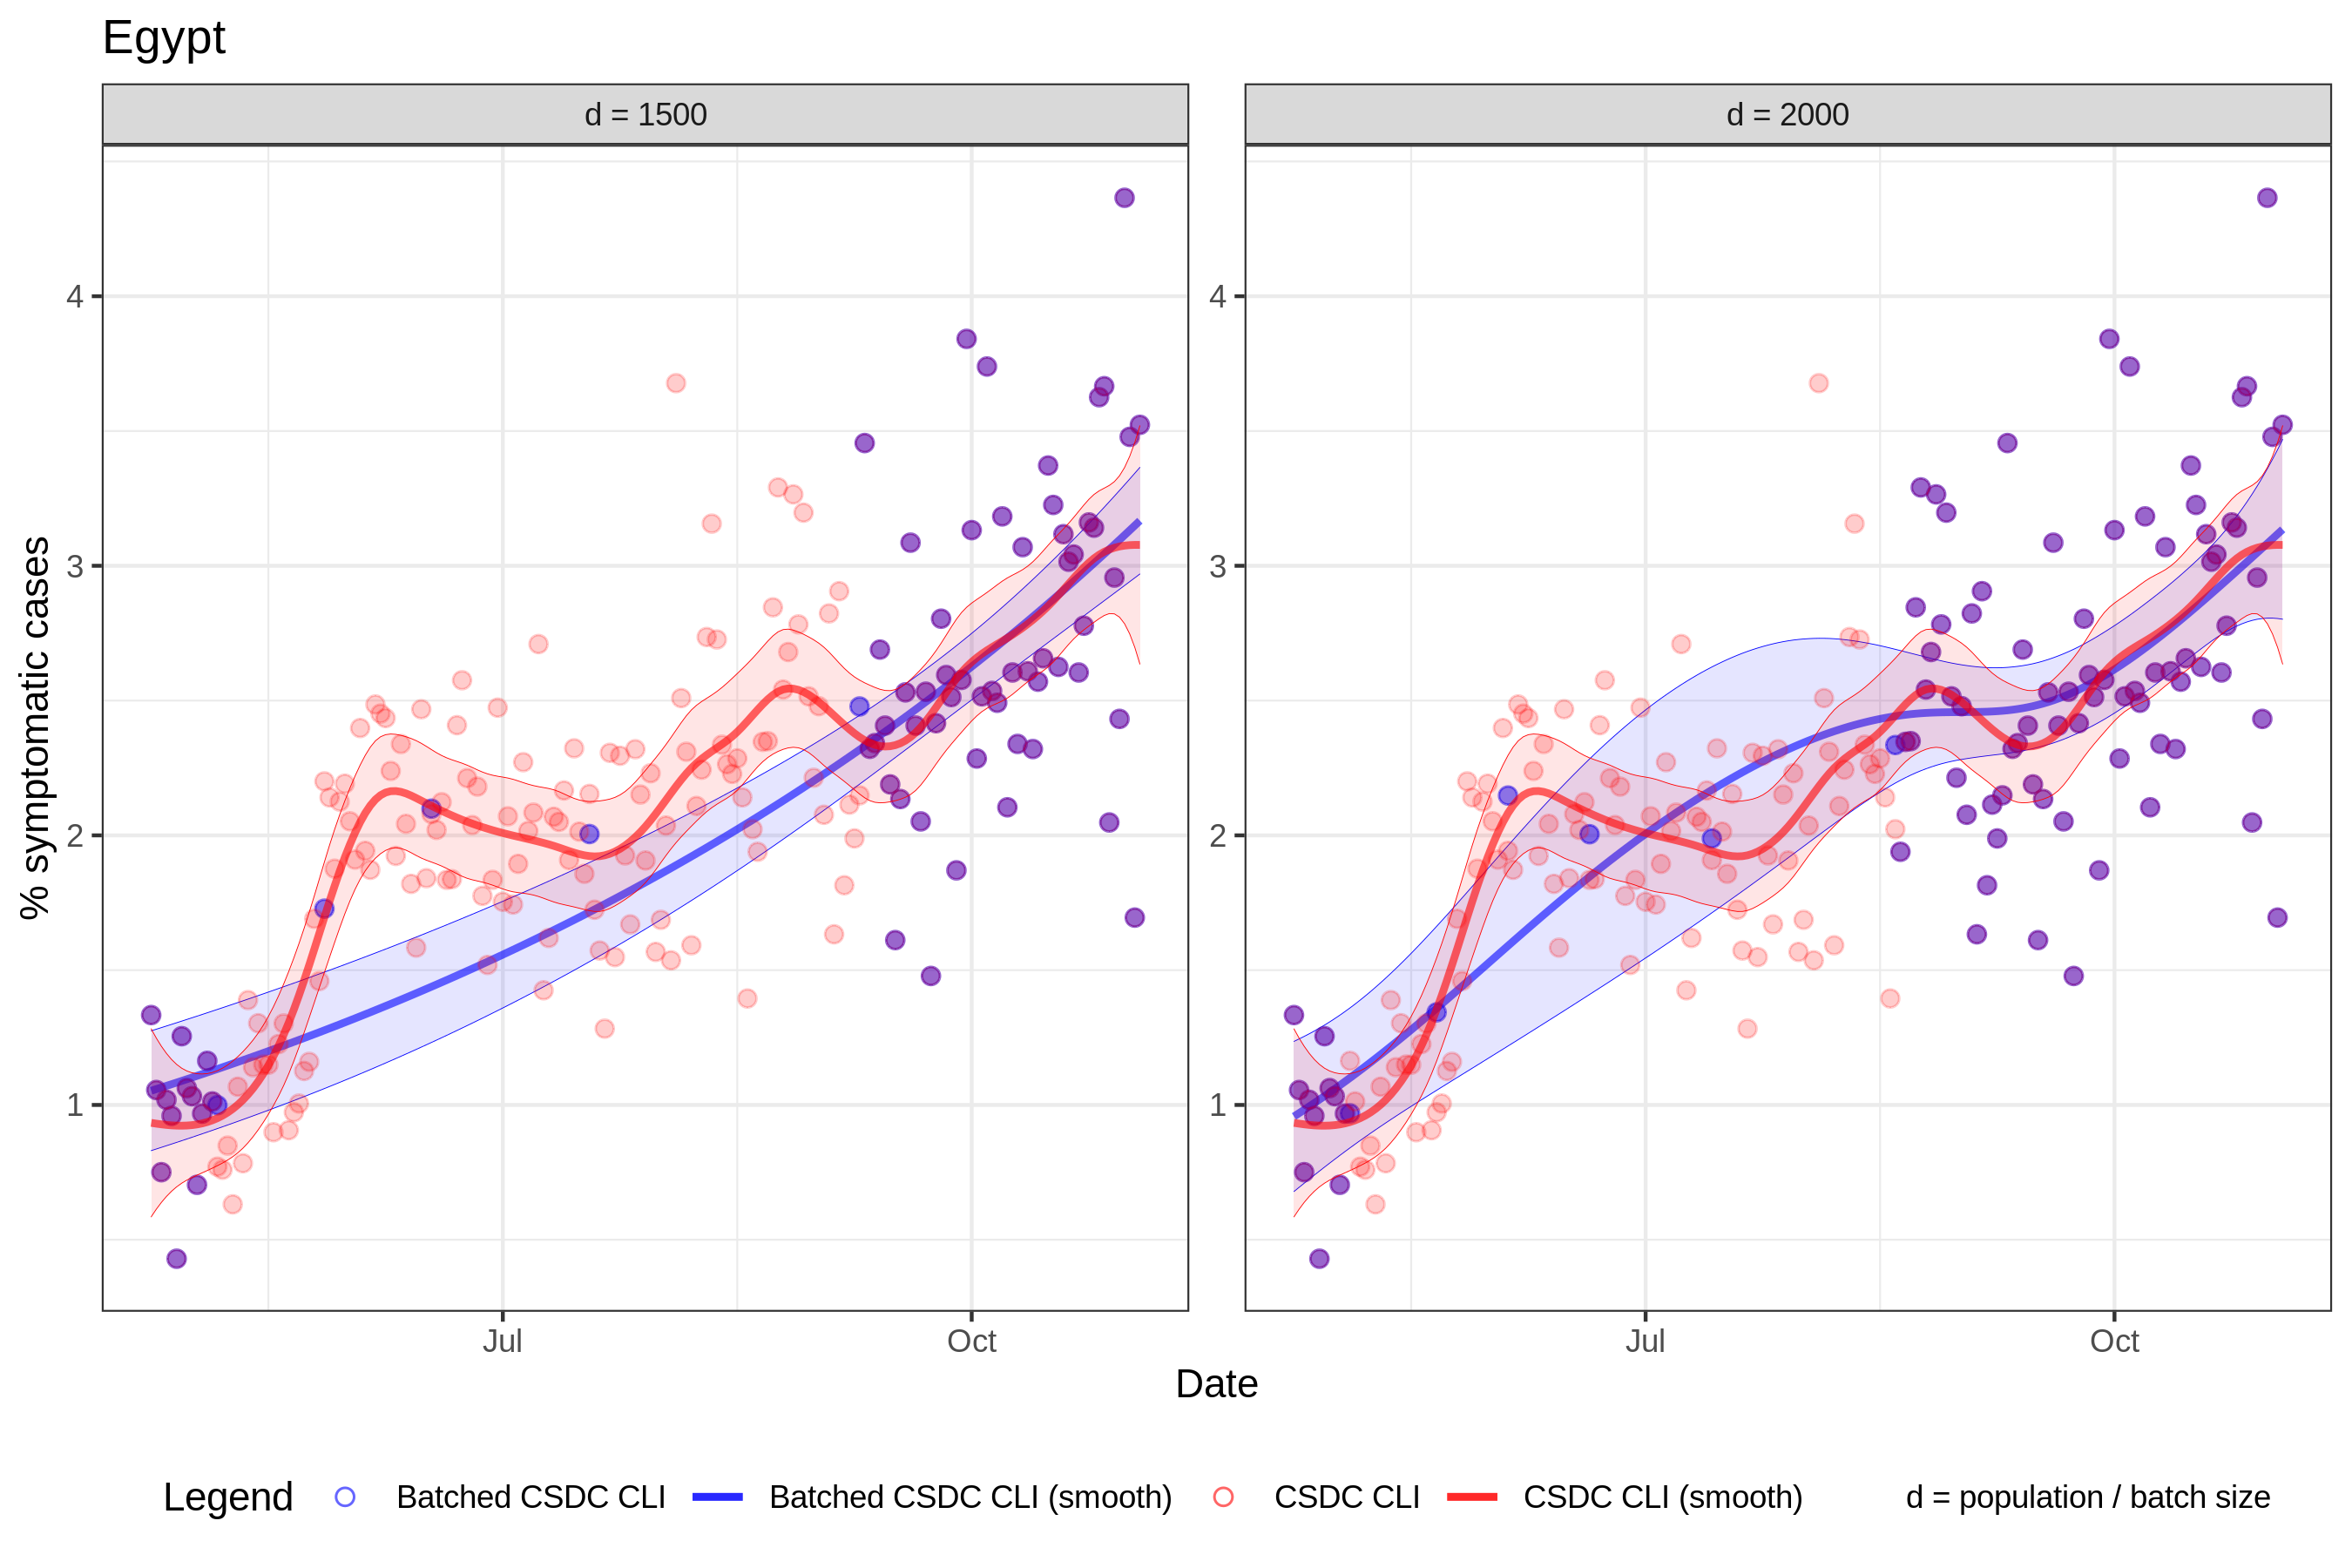 Egypt
d = 1500
d = 2000
% symptomatic cases
4
3
2
1
4
3
2
1
Jul
Oct
Jul
Oct
Date
Legend
Batched CSDC CLI
Batched CSDC CLI (smooth)
CSDC CLI
CSDC CLI (smooth)
d = population / batch size